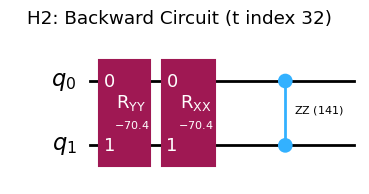 H2: Backward Circuit (t index 32)
q0 0 RYY 0 RXX
−70.4 −70.4 ZZ (141)
q1 1 1